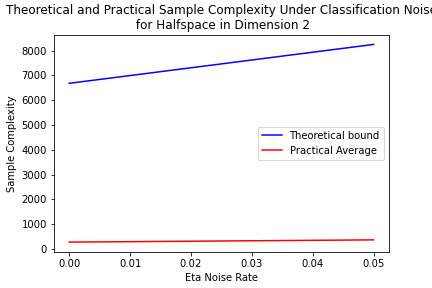 Theoretical and Practical Sample Complexity Under Classification Noise
for Halfspace in Dimension 2
8000
7000
6000
5000
4000
3000
2000
1000
0
Sample Complexity
Theoretical bound
Practical Average
0.00 0.01 0.02 0.03 0.04 0.05
Eta Noise Rate